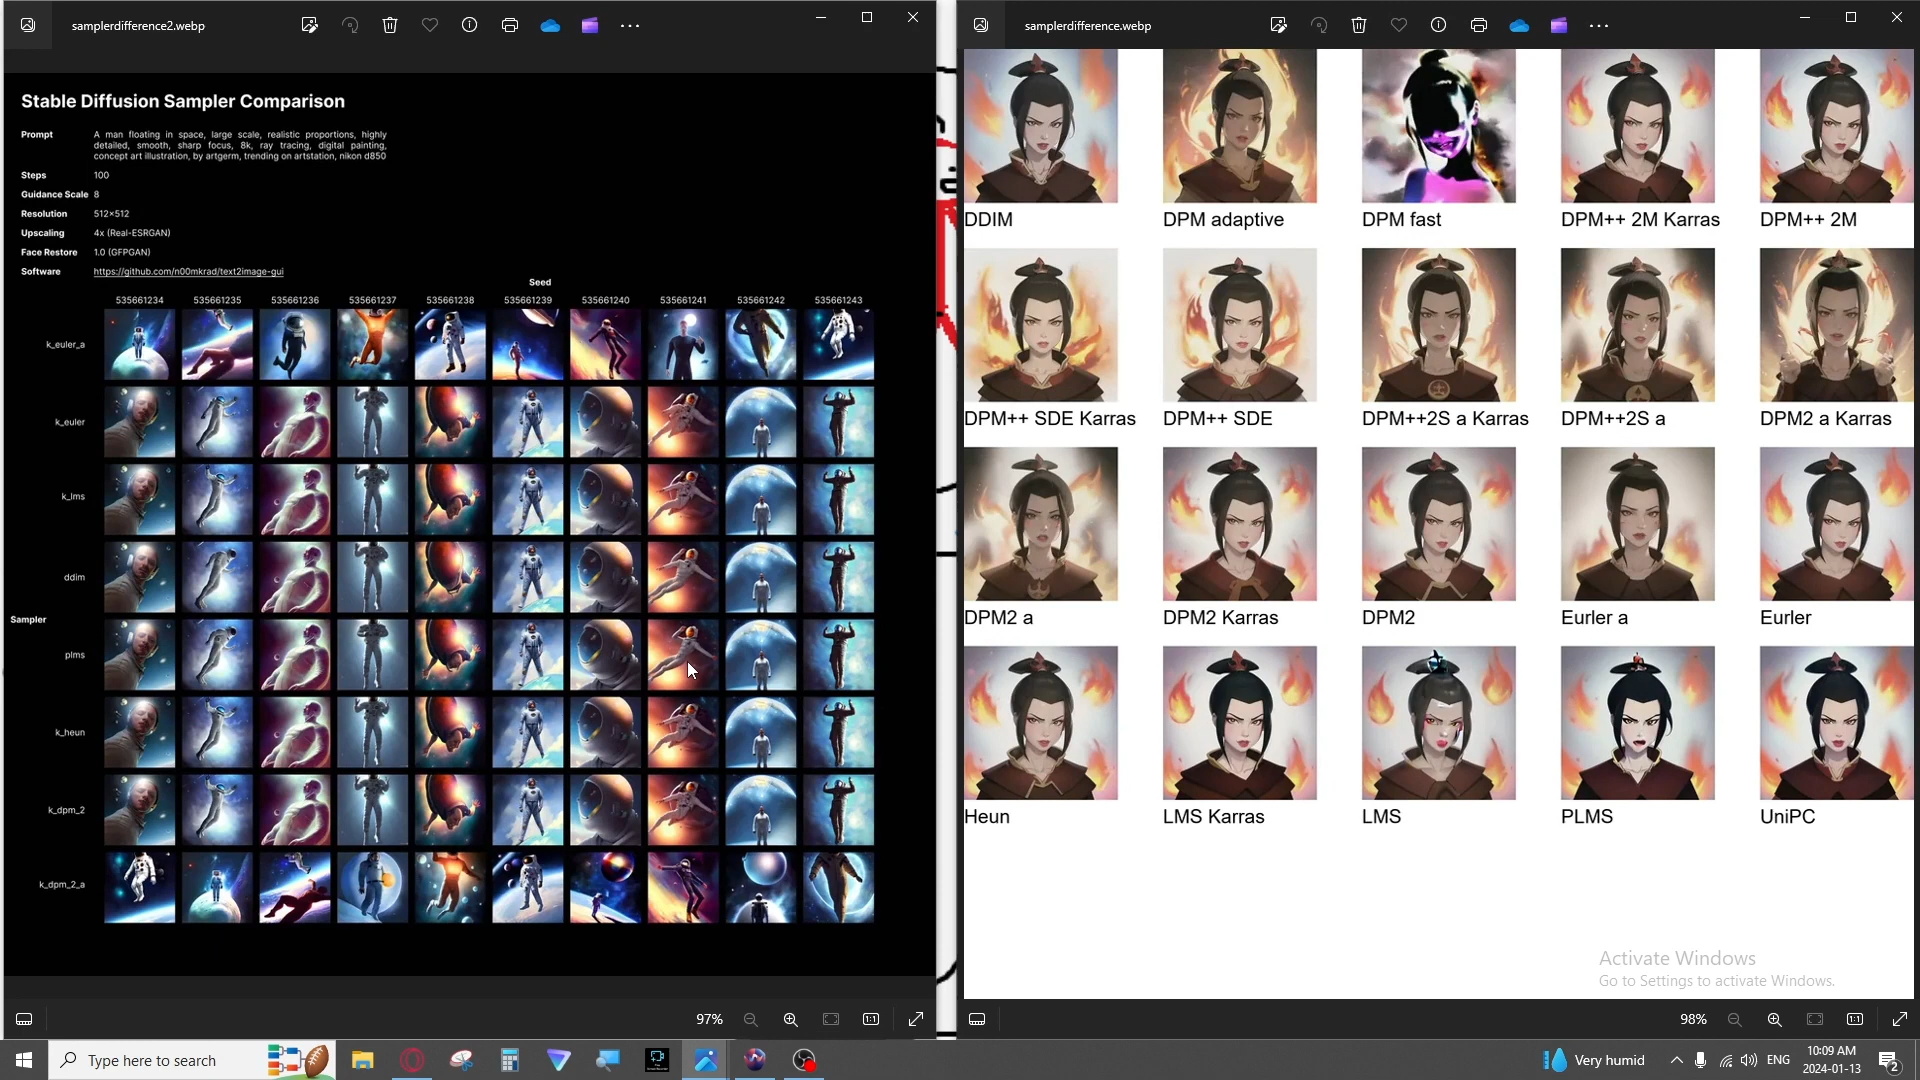 samplerdifference2.webp
Stable Diffusion Sampler Comparison
Prompt
A man floating in space, large scale, realistic proportions, highly
detailed, smooth, sharp focus, 8k, ray tracing, digital painting,
concept art illustration, by artgerm, trending on artstation, nikon d850
Steps 100
Guidance Scale 8
Resolution 512×512
Upscaling 4x (Real-ESRGAN)
Face Restore 1.0 (GFPGAN)
Software https://github.com/n00mkrad/text2image-gui
Seed
535661234 535661235 535661236 535661237 535661238 535661239 535661240 535661241 535661242 535661243
k_euler_a
k_euler
k_lms
ddim
Sampler
plms
k_heun
k_dpm_2
k_dpm_2_a
97%
samplerdifference.webp
DDIM DPM adaptive DPM fast DPM++ 2M Karras DPM++ 2M
DPM++ SDE Karras DPM++ SDE DPM++2S a Karras DPM++2S a DPM2 a Karras
DPM2 a DPM2 Karras DPM2 Eurler a Eurler
Heun LMS Karras LMS PLMS UniPC
Activate Windows
Go to Settings to activate Windows.
98%
1:1
1:1
Type here to search
Very humid
ENG
10:09 AM
2024-01-13
2